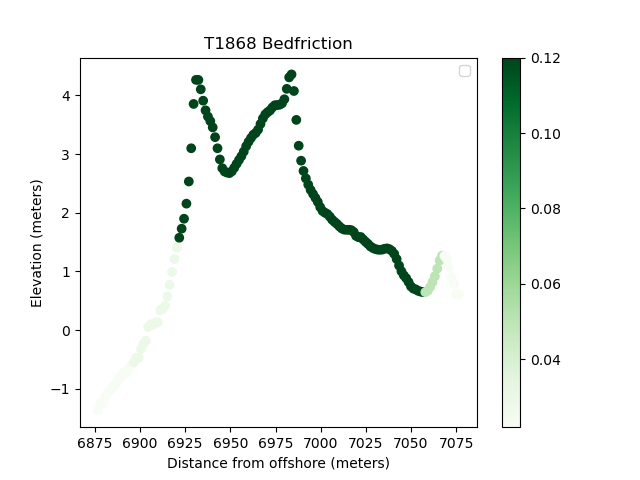 T1868 Bedfriction
Elevation (meters)
4
3
2
1
0
−1
6875 6900 6925 6950 6975 7000 7025 7050 7075
Distance from offshore (meters)
0.12
0.10
0.08
0.06
0.04